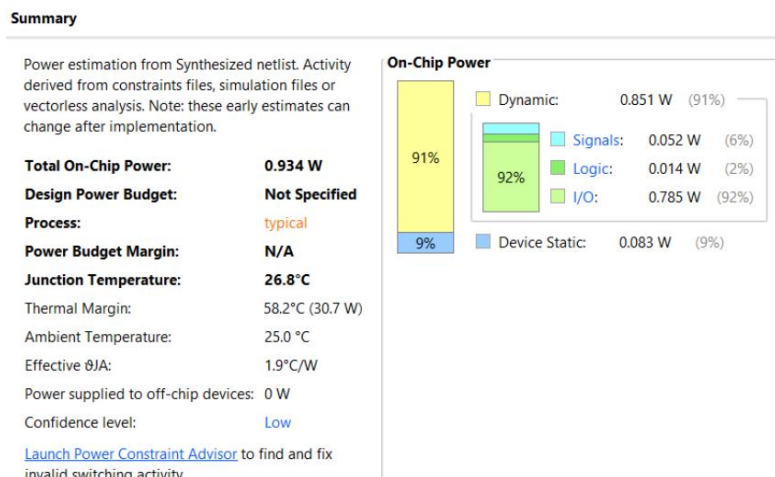 Summary
Power estimation from Synthesized netlist. Activity
derived from constraints files, simulation files or
vectorless analysis. Note: these early estimates can
change after implementation.
Total On-Chip Power: 0.934 W
Design Power Budget: Not Specified
Process: typical
Power Budget Margin: N/A
Junction Temperature: 26.8°C
Thermal Margin: 58.2°C (30.7 W)
Ambient Temperature: 25.0 °C
Effective ϑJA: 1.9°C/W
Power supplied to off-chip devices: 0 W
Confidence level: Low
Launch Power Constraint Advisor to find and fix
invalid switching activity
On-Chip Power
91%
9%
Dynamic: 0.851 W (91%)
92%
Signals: 0.052 W (6%)
Logic: 0.014 W (2%)
I/O: 0.785 W (92%)
Device Static: 0.083 W (9%)